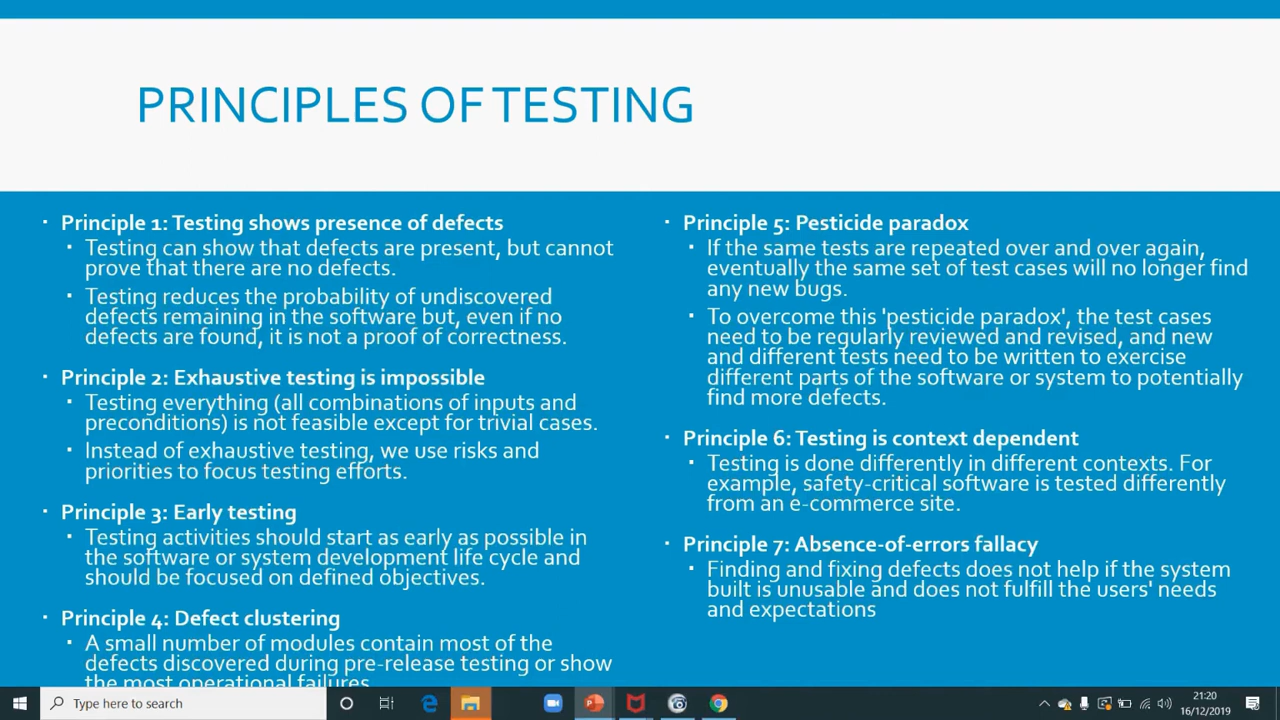 PRINCIPLES OF TESTING
Principle 1: Testing shows presence of defects
Testing can show that defects are present, but cannot
prove that there are no defects.
Testing reduces the probability of undiscovered
defects remaining in the software but, even if no
defects are found, it is not a proof of correctness.
Principle 2: Exhaustive testing is impossible
Testing everything (all combinations of inputs and
preconditions) is not feasible except for trivial cases.
Instead of exhaustive testing, we use risks and
priorities to focus testing efforts.
Principle 3: Early testing
Testing activities should start as early as possible in
the software or system development life cycle and
should be focused on defined objectives.
Principle 4: Defect clustering
A small number of modules contain most of the
defects discovered during pre-release testing or show
the most operational failures
Principle 5: Pesticide paradox
If the same tests are repeated over and over again,
eventually the same set of test cases will no longer find
any new bugs.
To overcome this 'pesticide paradox', the test cases
need to be regularly reviewed and revised, and new
and different tests need to be written to exercise
different parts of the software or system to potentially
find more defects.
Principle 6: Testing is context dependent
Testing is done differently in different contexts. For
example, safety-critical software is tested differently
from an e-commerce site.
Principle 7: Absence-of-errors fallacy
Finding and fixing defects does not help if the system
built is unusable and does not fulfill the users' needs
and expectations
Type here to search
21:20
16/12/2019